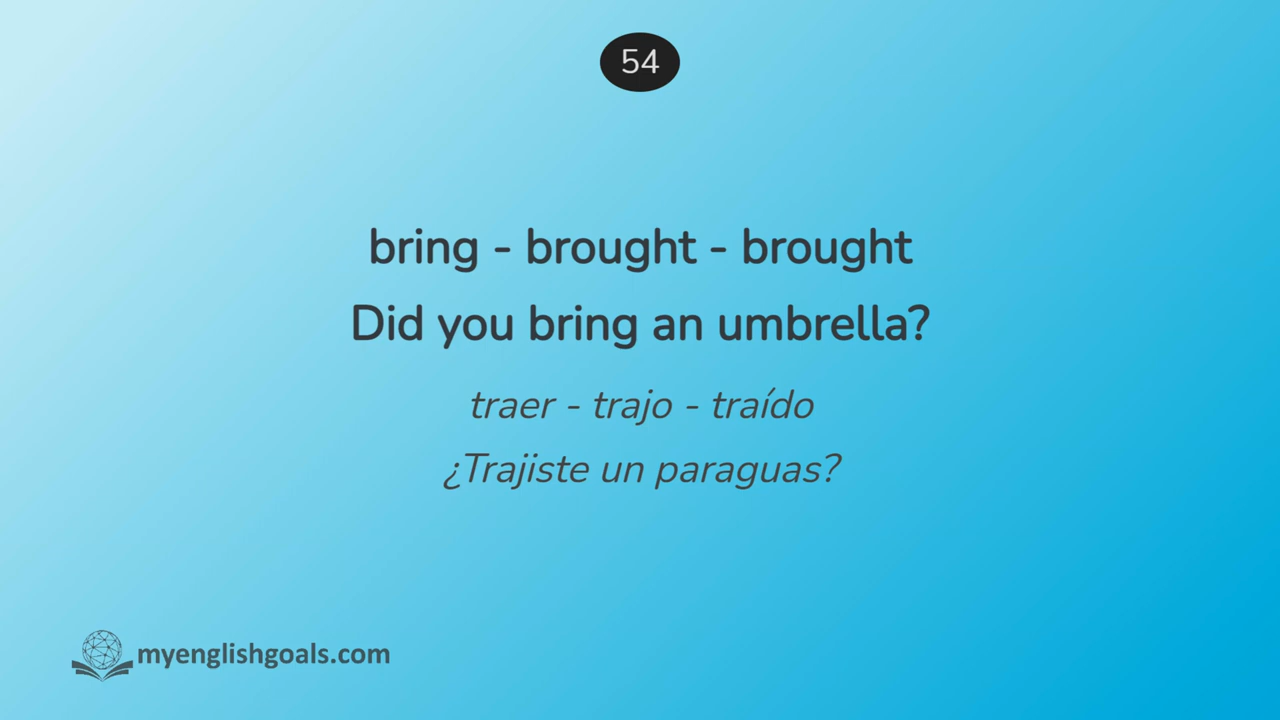 54
bring - brought - brought
Did you bring an umbrella?
traer - trajo - traído
¿Trajiste un paraguas?
myenglishgoals.com